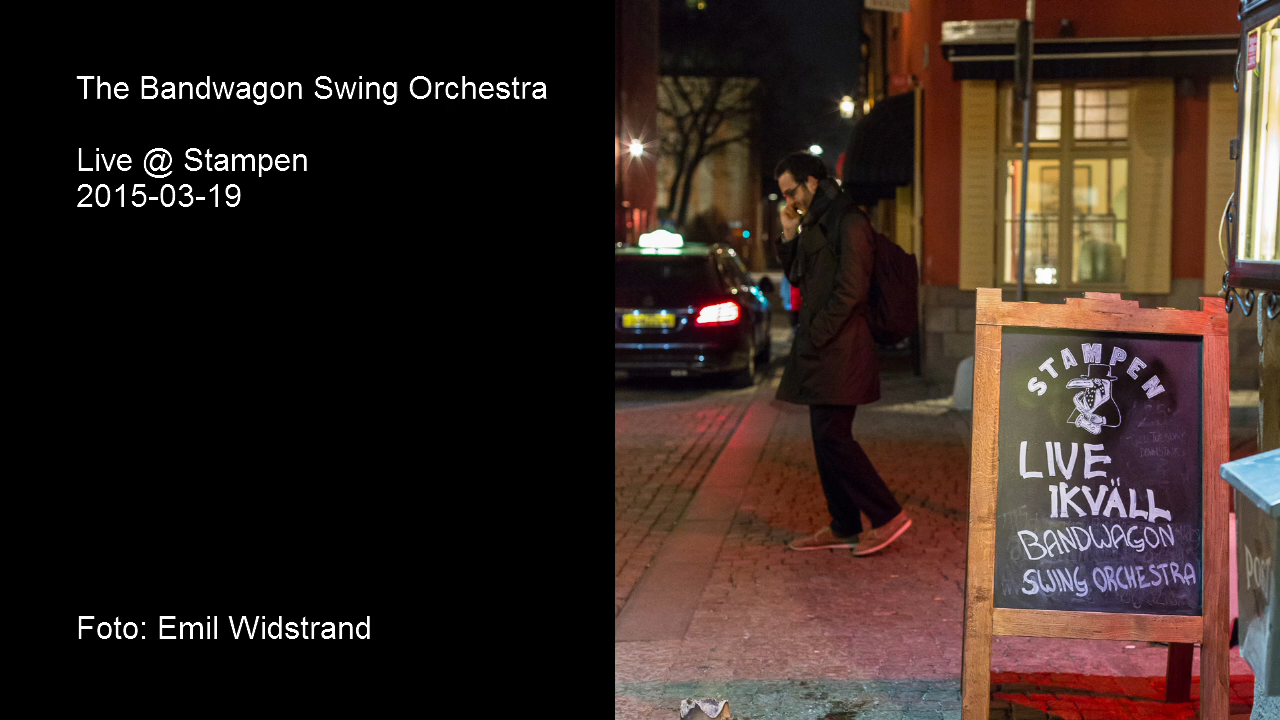 The Bandwagon Swing Orchestra
Live @ Stampen
2015-03-19
Foto: Emil Widstrand
STAMPEN
LIVE
IKVÄLL
BANDWAGON
SWING ORCHESTRA